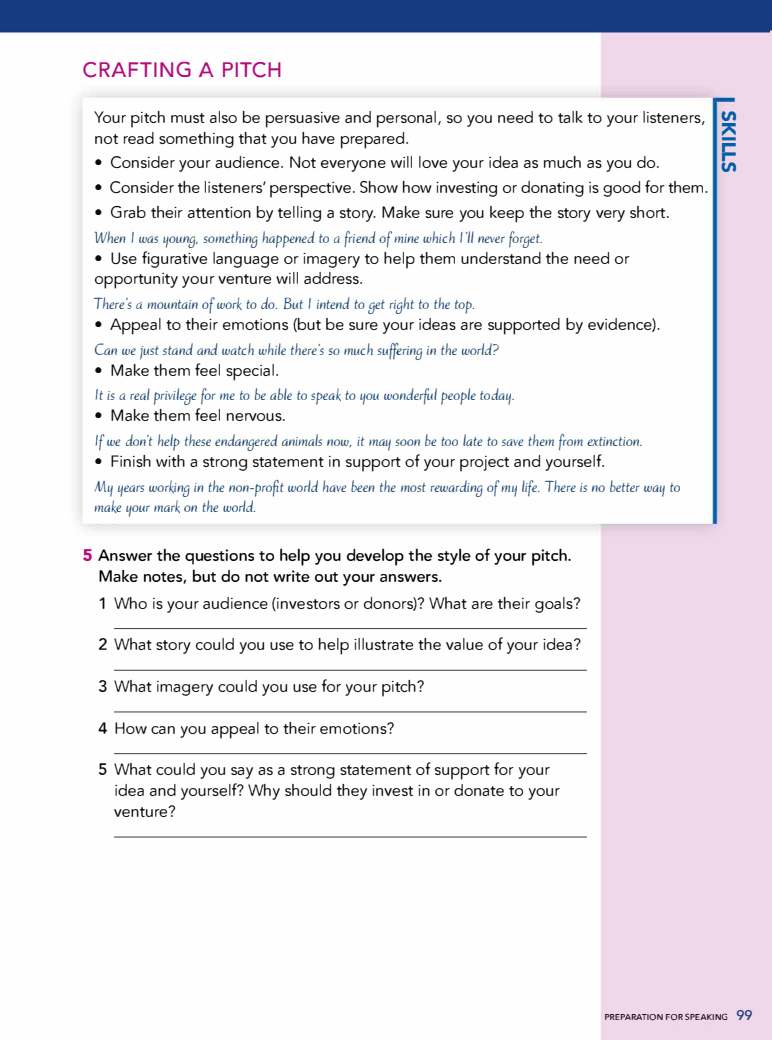 CRAFTING A PITCH
Your pitch must also be persuasive and personal, so you need to talk to your listeners,
not read something that you have prepared.
• Consider your audience. Not everyone will love your idea as much as you do.
• Consider the listeners' perspective. Show how investing or donating is good for them.
• Grab their attention by telling a story. Make sure you keep the story very short.
When I was young, something happened to a friend of mine which I'll never forget.
• Use figurative language or imagery to help them understand the need or
opportunity your venture will address.
There's a mountain of work to do. But I intend to get right to the top.
• Appeal to their emotions (but be sure your ideas are supported by evidence).
Can we just stand and watch while there's so much suffering in the world?
• Make them feel special.
It is a real privilege for me to be able to speak to you wonderful people today.
• Make them feel nervous.
If we don't help these endangered animals now, it may soon be too late to save them from extinction.
• Finish with a strong statement in support of your project and yourself.
My years working in the non-profit world have been the most rewarding of my life. There is no better way to
make your mark on the world.
SKILLS
5 Answer the questions to help you develop the style of your pitch.
Make notes, but do not write out your answers.
1 Who is your audience (investors or donors)? What are their goals?
2 What story could you use to help illustrate the value of your idea?
3 What imagery could you use for your pitch?
4 How can you appeal to their emotions?
5 What could you say as a strong statement of support for your
idea and yourself? Why should they invest in or donate to your
venture?
PREPARATION FOR SPEAKING 99